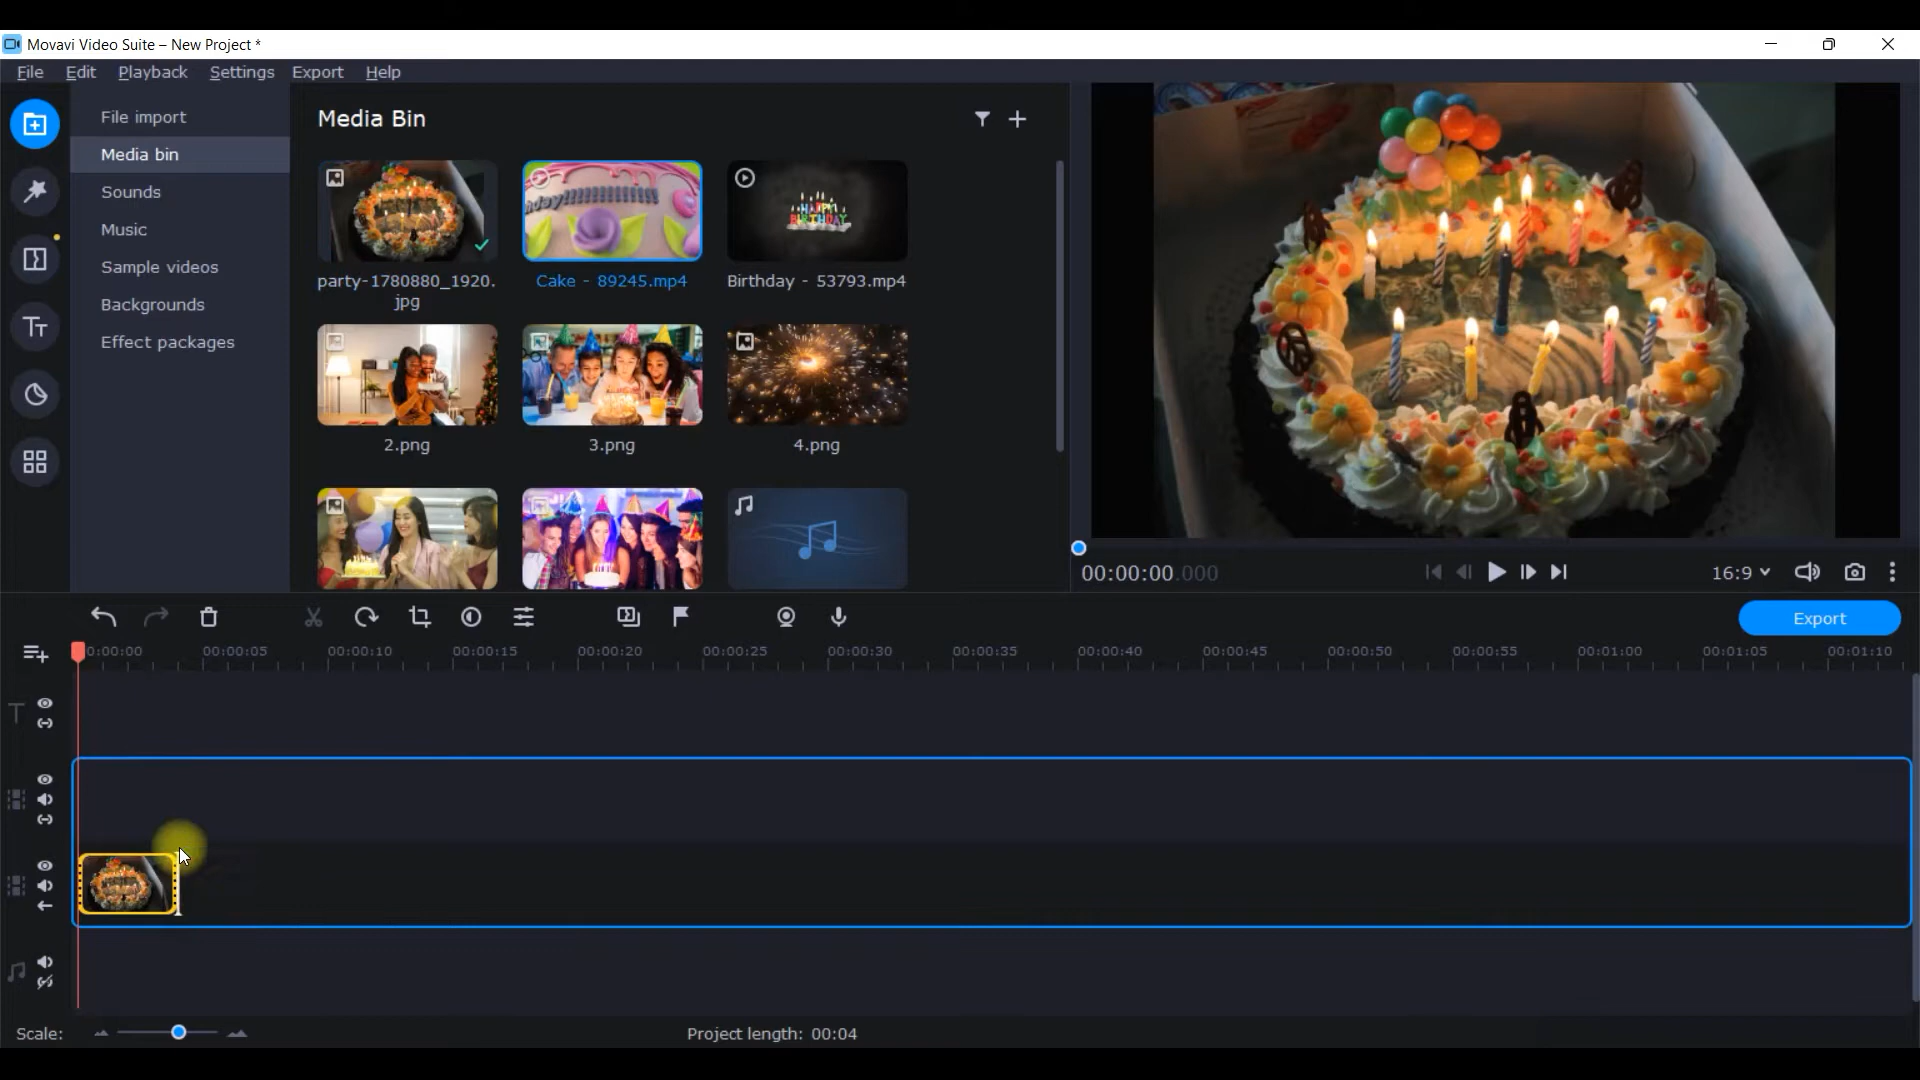 Movavi Video Suite – New Project *
File Edit Playback Settings Export Help
File import
Media bin
Sounds
Music
Sample videos
Backgrounds
Effect packages
Media Bin
hday!!!!!!!!!!!!!!!
HAPPY
BIRTHDAY
party-1780880_1920.
jpg
Cake - 89245.mp4
Birthday - 53793.mp4
2.png
3.png
4.png
00:00:00.000
16:9
Export
0:00:00 00:00:05 00:00:10 00:00:15 00:00:20 00:00:25 00:00:30 00:00:35 00:00:40 00:00:45 00:00:50 00:00:55 00:01:00 00:01:05 00:01:10
Scale:
Project length: 00:04